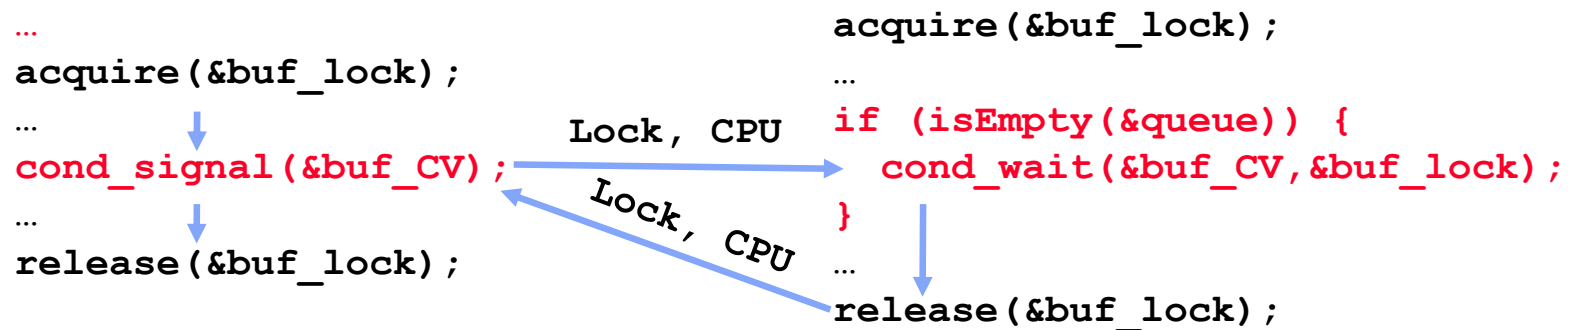 …
acquire(&buf_lock);
…
cond_signal(&buf_CV);
…
release(&buf_lock);
Lock, CPU
Lock, CPU
acquire(&buf_lock);
…
if (isEmpty(&queue)) {
cond_wait(&buf_CV,&buf_lock);
}
…
release(&buf_lock);